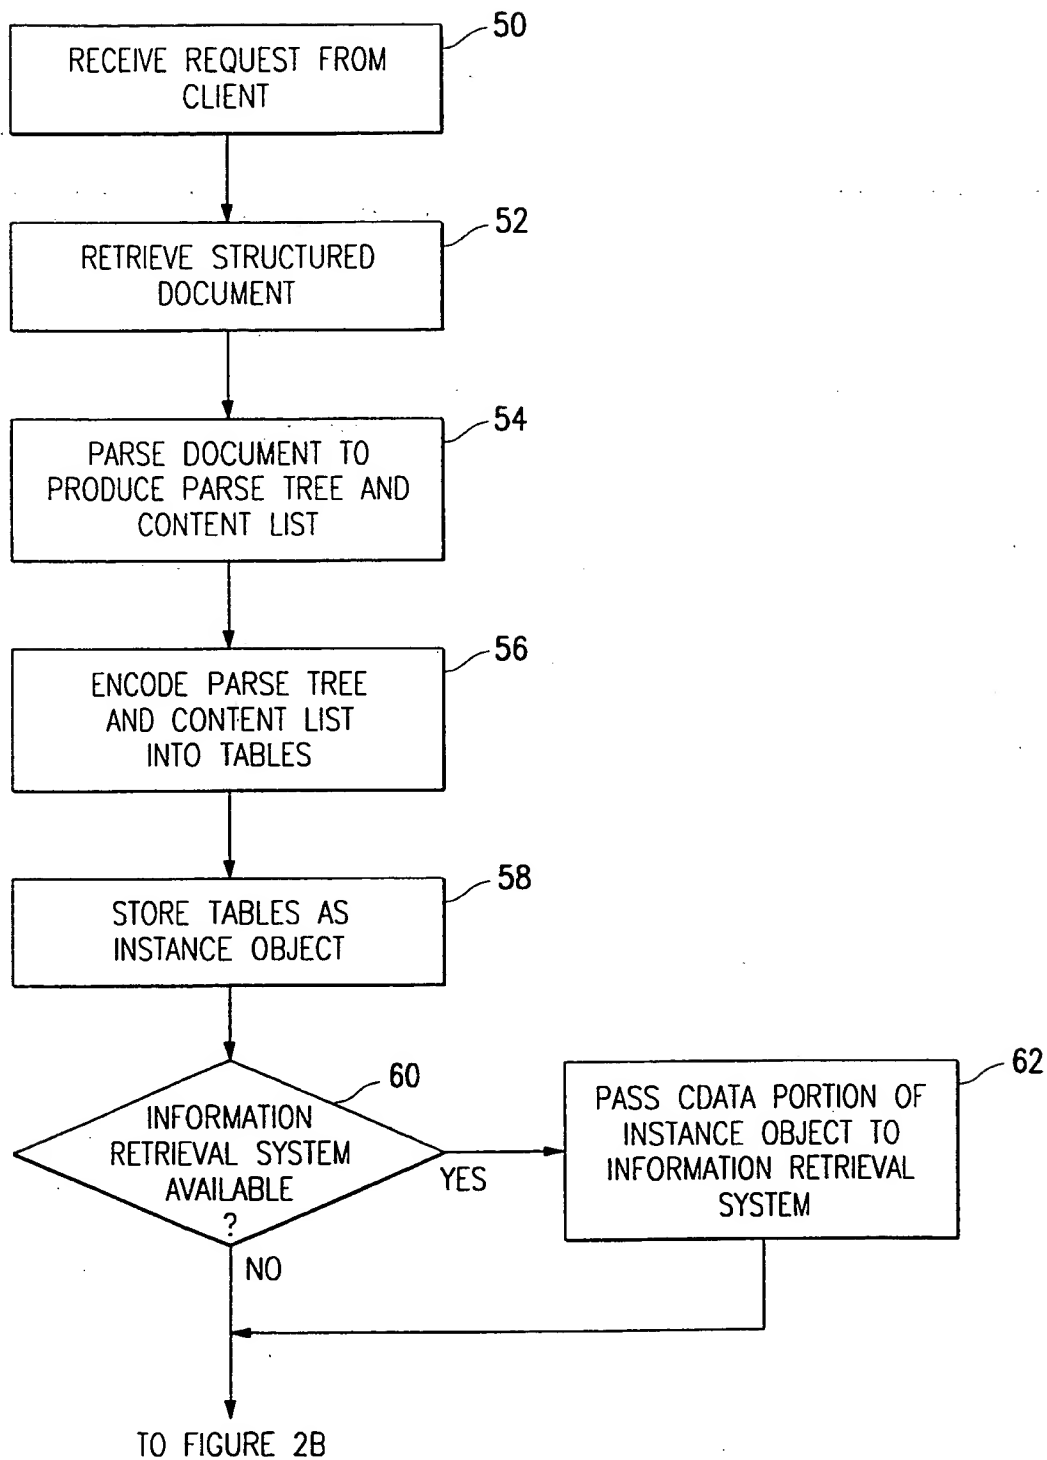 50
RECEIVE REQUEST FROM
CLIENT
52
RETRIEVE STRUCTURED
DOCUMENT
54
PARSE DOCUMENT TO
PRODUCE PARSE TREE AND
CONTENT LIST
56
ENCODE PARSE TREE
AND CONTENT LIST
INTO TABLES
58
STORE TABLES AS
INSTANCE OBJECT
60
INFORMATION
RETRIEVAL SYSTEM
AVAILABLE
?
YES
NO
62
PASS CDATA PORTION OF
INSTANCE OBJECT TO
INFORMATION RETRIEVAL
SYSTEM
TO FIGURE 2B